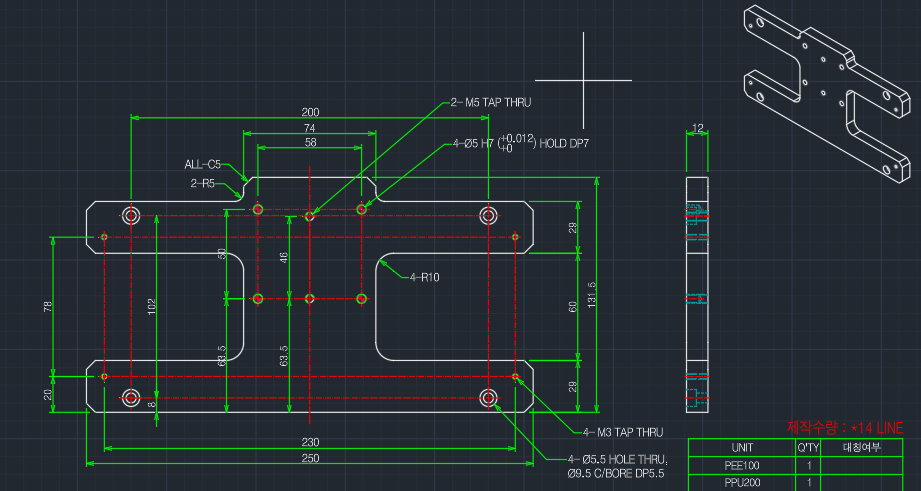 2- M5 TAP THRU
200
74
12
58
4-Ø5 H7 (+0.012 +0) HOLD DP7
ALL-C5
2-R5
29
50
46
4-R10
78
102
60
131.5
63.5
63.5
20
8
29
제작수량 : *14 LINE
4- M3 TAP THRU
230
UNIT Q'TY 대칭여부
250
4- Ø5.5 HOLE THRU,
Ø9.5 C/BORE DP5.5
PEE100 1
PPU200 1